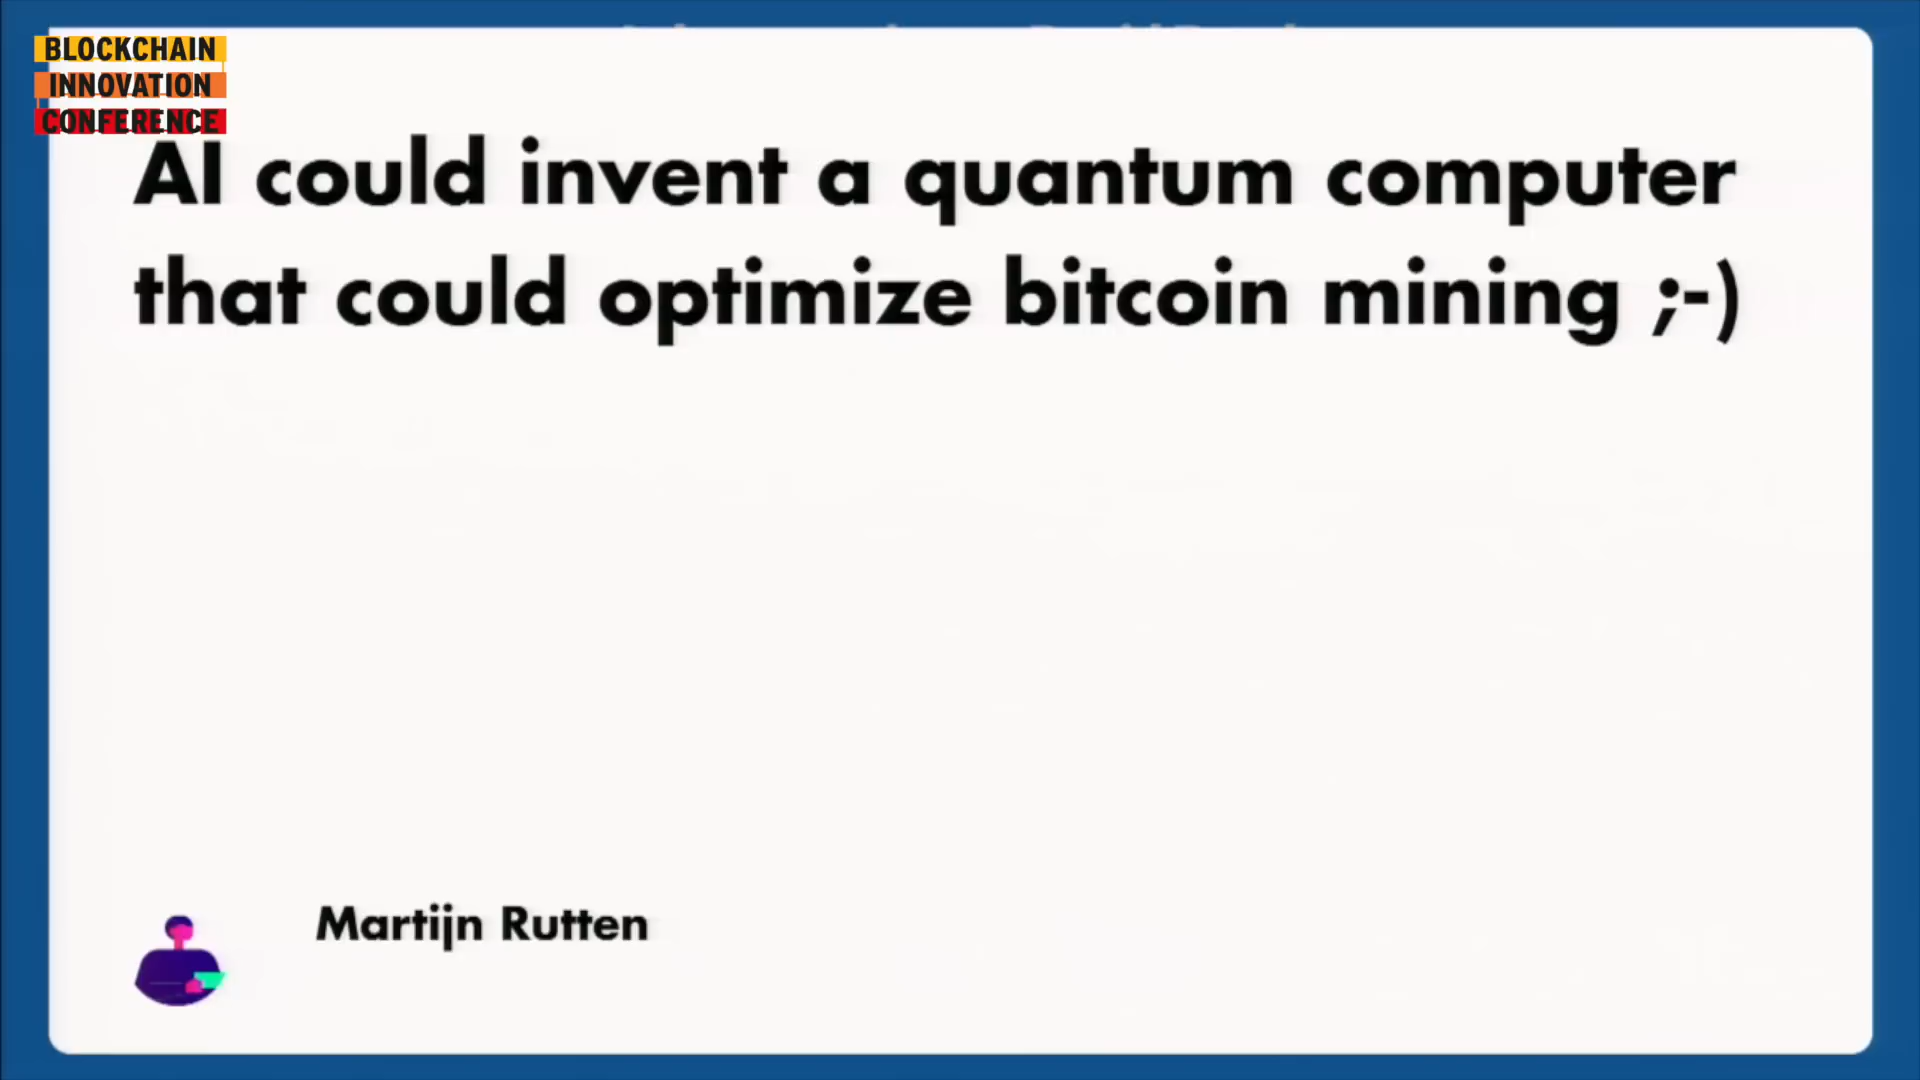 BLOCKCHAIN
INNOVATION
CONFERENCE
AI could invent a quantum computer
that could optimize bitcoin mining ;-)
Martijn Rutten